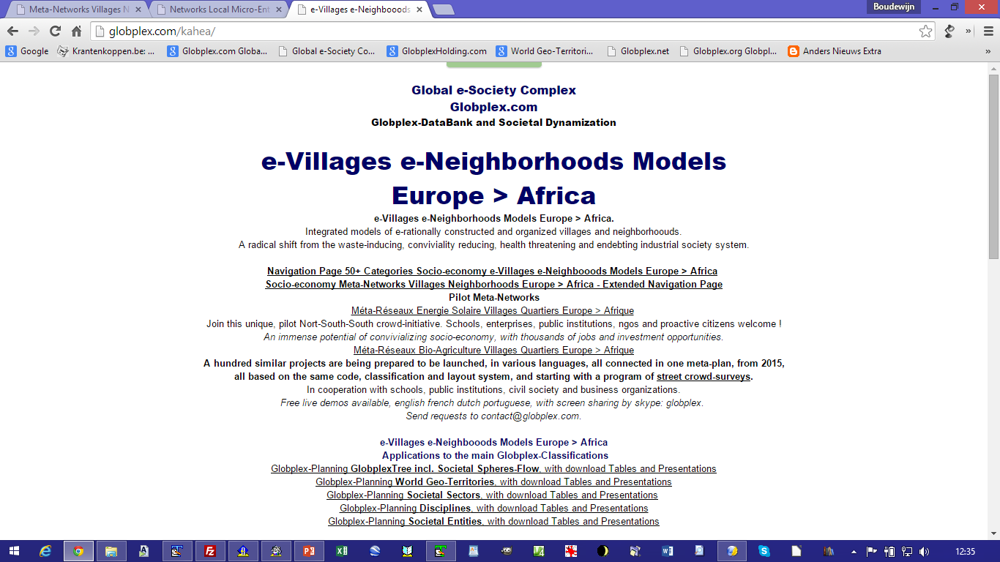 Meta-Networks Villages N
Networks Local Micro-Ent
e-Villages e-Neighbooods
Boudewijn
globplex.com/kahea/
Google
Krantenkoppen.be: ...
Globplex.com Globa...
Global e-Society Co...
GlobplexHolding.com
World Geo-Territori...
Globplex.net
Globplex.org Globpl...
Anders Nieuws Extra
Global e-Society Complex
Globplex.com
Globplex-DataBank and Societal Dynamization
e-Villages e-Neighborhoods Models
Europe > Africa
e-Villages e-Neighborhoods Models Europe > Africa.
Integrated models of e-rationally constructed and organized villages and neighborhoouds.
A radical shift from the waste-inducing, conviviality reducing, health threatening and endebting industrial society system.
Navigation Page 50+ Categories Socio-economy e-Villages e-Neighbooods Models Europe > Africa
Socio-economy Meta-Networks Villages Neighborhoods Europe > Africa - Extended Navigation Page
Pilot Meta-Networks
Méta-Réseaux Energie Solaire Villages Quartiers Europe > Afrique
Join this unique, pilot Nort-South-South crowd-initiative. Schools, enterprises, public institutions, ngos and proactive citizens welcome !
An immense potential of convivializing socio-economy, with thousands of jobs and investment opportunities.
Méta-Réseaux Bio-Agriculture Villages Quartiers Europe > Afrique
A hundred similar projects are being prepared to be launched, in various languages, all connected in one meta-plan, from 2015,
all based on the same code, classification and layout system, and starting with a program of street crowd-surveys.
In cooperation with schools, public institutions, civil society and business organizations.
Free live demos available, english french dutch portuguese, with screen sharing by skype: globplex.
Send requests to contact@globplex.com.
e-Villages e-Neighbooods Models Europe > Africa
Applications to the main Globplex-Classifications
Globplex-Planning GlobplexTree incl. Societal Spheres-Flow, with download Tables and Presentations
Globplex-Planning World Geo-Territories, with download Tables and Presentations
Globplex-Planning Societal Sectors, with download Tables and Presentations
Globplex-Planning Disciplines, with download Tables and Presentations
Globplex-Planning Societal Entities, with download Tables and Presentations
12:35